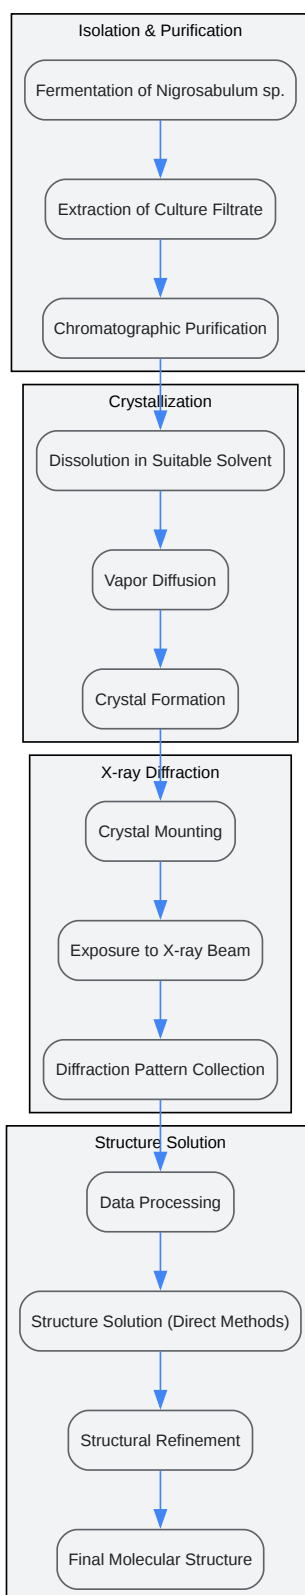 Isolation & Purification
Fermentation of Nigrosabulum sp.
Extraction of Culture Filtrate
Chromatographic Purification
Crystallization
Dissolution in Suitable Solvent
Vapor Diffusion
Crystal Formation
X-ray Diffraction
Crystal Mounting
Exposure to X-ray Beam
Diffraction Pattern Collection
Structure Solution
Data Processing
Structure Solution (Direct Methods)
Structural Refinement
Final Molecular Structure